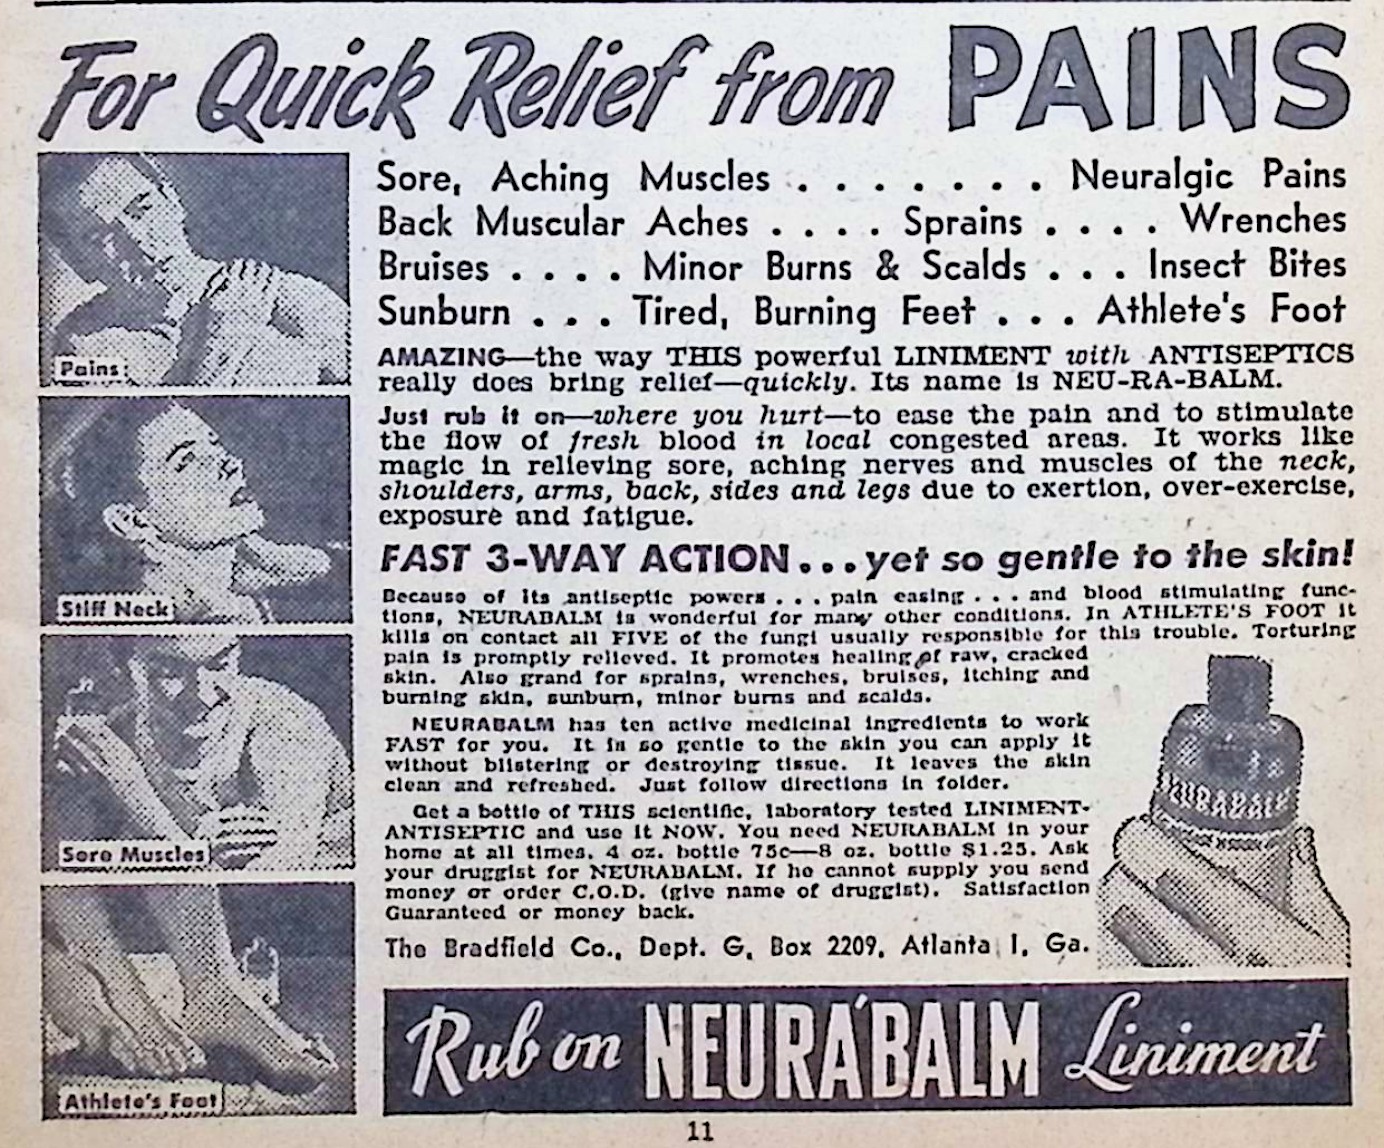 For Quick Relief from PAINS
Pains
Stiff Neck
Sore Muscles
Athlete's Foot
Sore, Aching Muscles . . . . . . . Neuralgic Pains
Back Muscular Aches . . . . Sprains . . . . Wrenches
Bruises . . . . Minor Burns & Scalds . . . Insect Bites
Sunburn . . . Tired, Burning Feet . . . Athlete's Foot
AMAZING—the way THIS powerful LINIMENT with ANTISEPTICS
really does bring relief—quickly. Its name is NEU-RA-BALM.
Just rub it on—where you hurt—to ease the pain and to stimulate
the flow of fresh blood in local congested areas. It works like
magic in relieving sore, aching nerves and muscles of the neck,
shoulders, arms, back, sides and legs due to exertion, over-exercise,
exposure and fatigue.
FAST 3-WAY ACTION...yet so gentle to the skin!
Because of its antiseptic powers . . . pain easing . . . and blood stimulating func-
tions, NEURABALM is wonderful for many other conditions. In ATHLETE'S FOOT it
kills on contact all FIVE of the fungi usually responsible for this trouble. Torturing
pain is promptly relieved. It promotes healing of raw, cracked
skin. Also grand for sprains, wrenches, bruises, itching and
burning skin, sunburn, minor burns and scalds.
NEURABALM has ten active medicinal ingredients to work
FAST for you. It is so gentle to the skin you can apply it
without blistering or destroying tissue. It leaves the skin
clean and refreshed. Just follow directions in folder.
Get a bottle of THIS scientific, laboratory tested LINIMENT-
ANTISEPTIC and use it NOW. You need NEURABALM in your
home at all times. 4 oz. bottle 75c—8 oz. bottle $1.25. Ask
your druggist for NEURABALM. If he cannot supply you send
money or order C.O.D. (give name of druggist). Satisfaction
Guaranteed or money back.
The Bradfield Co., Dept. G, Box 2209, Atlanta 1, Ga.
NEURABALM
Rub on NEURA'BALM Liniment
11